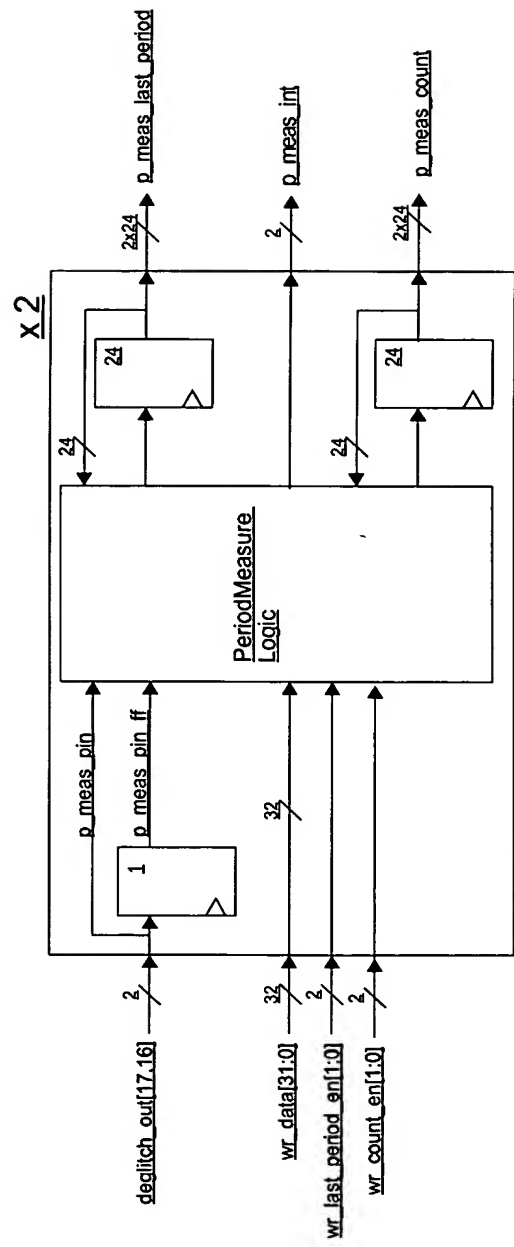 x 2
deglitch_out[17,16]
2
p_meas_pin
1
p_meas_pin_ff
wr_data[31:0]
32
32
wr_last_period_en[1:0]
2
wr_count_en[1:0]
2
PeriodMeasure
Logic
24
24
2x24
p_meas_last_period
2
p_meas_int
24
24
2x24
p_meas_count